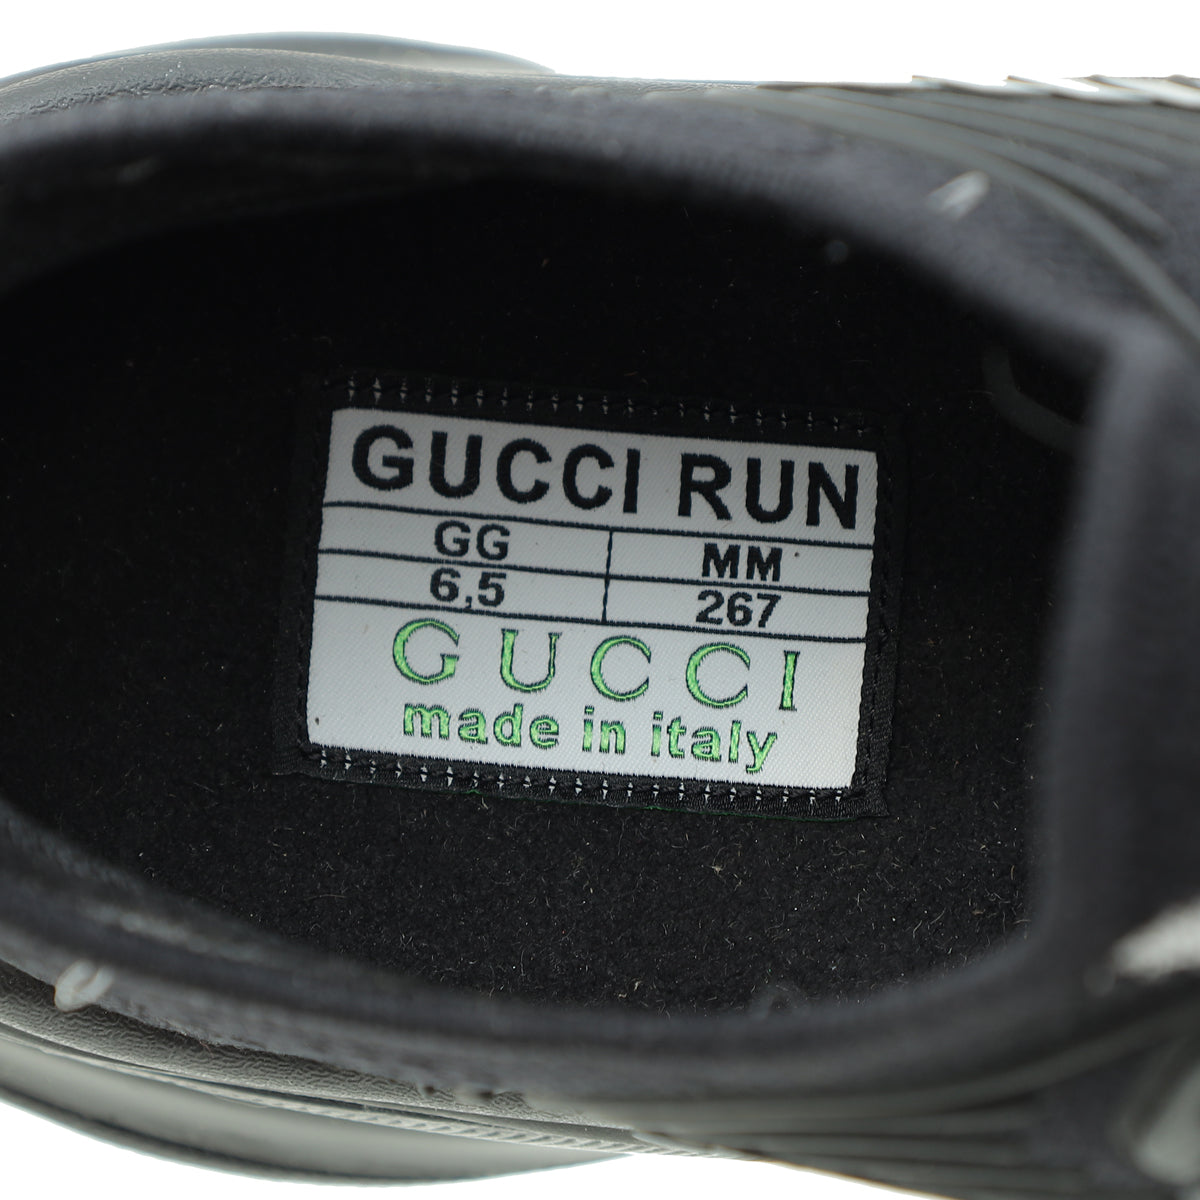 GUCCI RUN
GG MM
6,5 267
GUCCI
made in italy